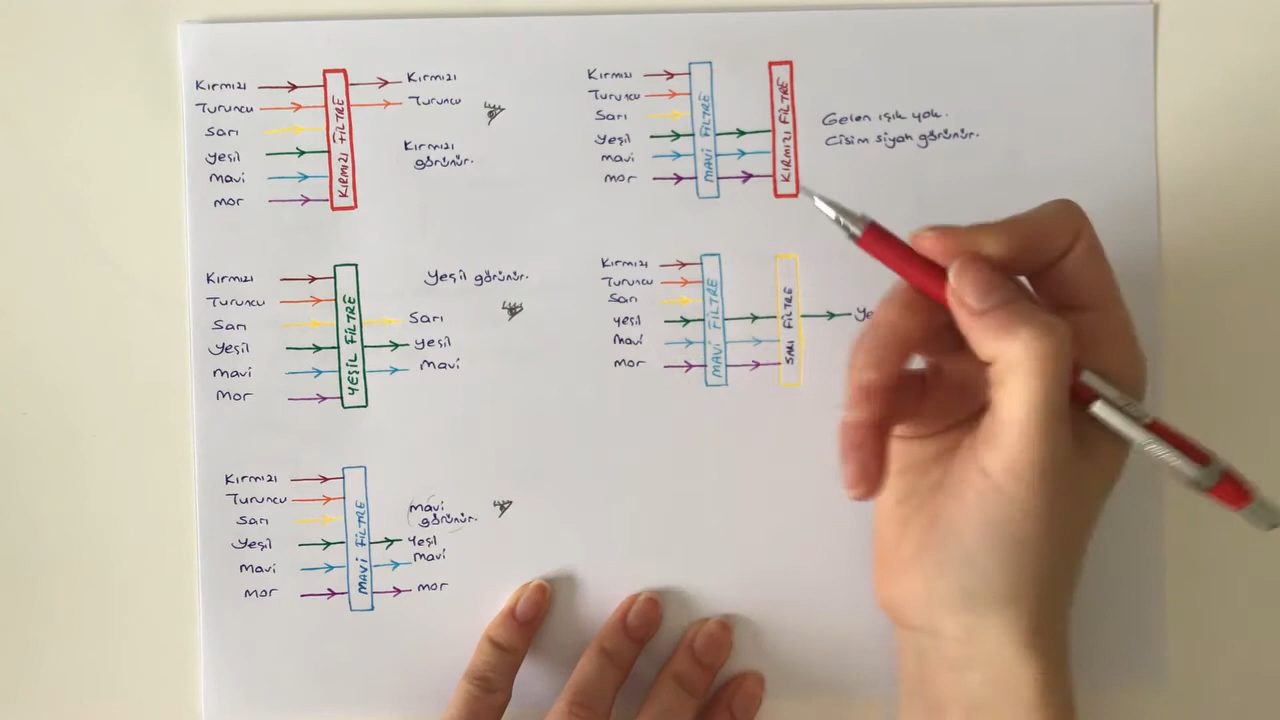 Kırmızı
Turuncu
Sarı
Yeşil
Mavi
Mor
KIRMIZI FİLTRE
Kırmızı
Turuncu
Kırmızı
görünür.
Kırmızı
Turuncu
Sarı
Yeşil
Mavi
Mor
YEŞİL FİLTRE
Yeşil görünür.
Sarı
Yeşil
Mavi
Kırmızı
Turuncu
Sarı
Yeşil
Mavi
Mor
MAVİ FİLTRE
mavi
görünür.
Yeşil
mavi
mor
Kırmızı
Turuncu
Sarı
Yeşil
mavi
mor
MAVİ FİLTRE
KIRMIZI FİLTRE
Gelen ışık yok.
Cisim siyah görünür.
Kırmızı
Turuncu
Sarı
Yeşil
Mavi
Mor
MAVİ FİLTRE
SARI FİLTRE